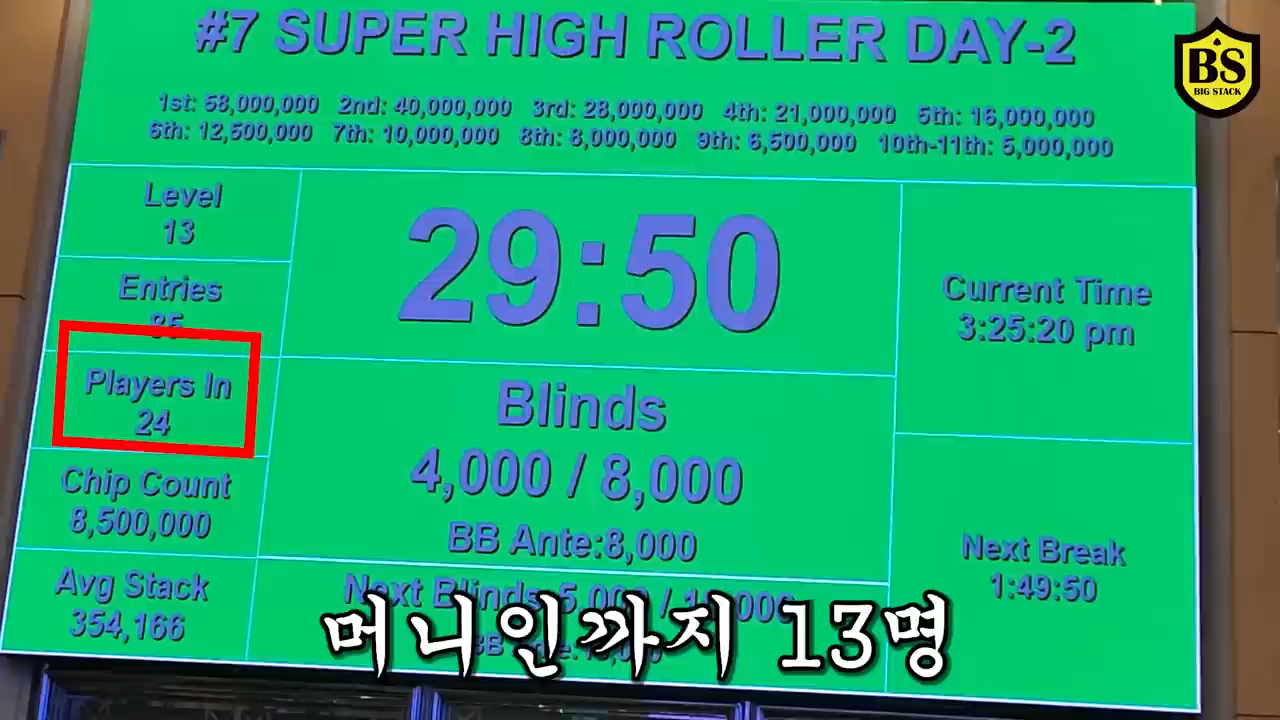 #7 SUPER HIGH ROLLER DAY-2
BS
BIG STACK
1st: 58,000,000 2nd: 40,000,000 3rd: 28,000,000 4th: 21,000,000 5th: 16,000,000
6th: 12,500,000 7th: 10,000,000 8th: 8,000,000 9th: 6,500,000 10th-11th: 5,000,000
Level
13
Entries
85
Players In
24
Chip Count
8,500,000
Avg Stack
354,166
29:50
Blinds
4,000 / 8,000
BB Ante:8,000
Next Blinds
Current Time
3:25:20 pm
Next Break
1:49:50
머니인까지 13명